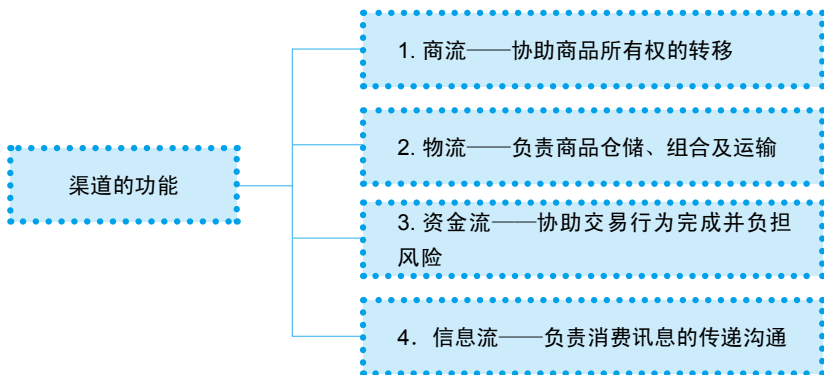 1. 商流——协助商品所有权的转移
2. 物流——负责商品仓储、组合及运输
渠道的功能
3. 资金流——协助交易行为完成并负担
风险
4. 信息流——负责消费讯息的传递沟通